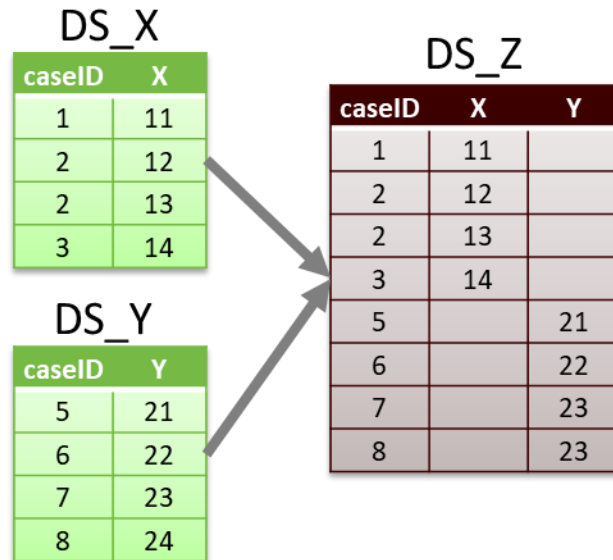 DS_X
caseID X
1 11
2 12
2 13
3 14
DS_Y
caseID Y
5 21
6 22
7 23
8 24
DS_Z
caseID X Y
1 11
2 12
2 13
3 14
5 21
6 22
7 23
8 23